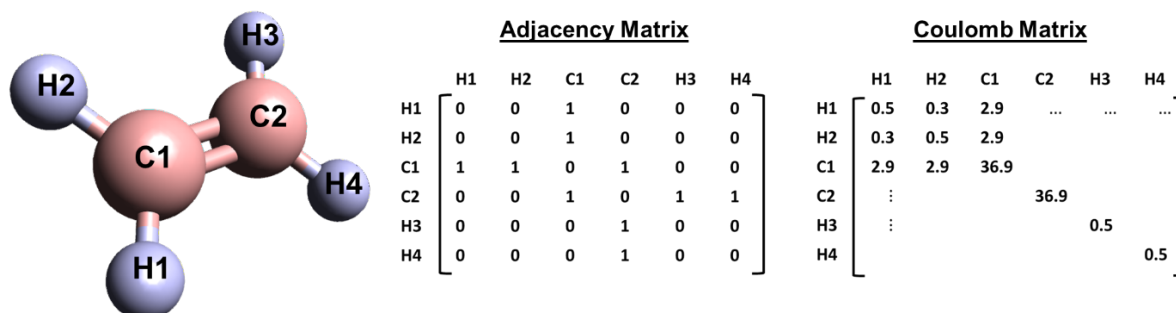 H3
H2
C2
C1
H4
H1
Adjacency Matrix
H1 H2 C1 C2 H3 H4
H1 0 0 1 0 0 0
H2 0 0 1 0 0 0
C1 1 1 0 1 0 0
C2 0 0 1 0 1 1
H3 0 0 0 1 0 0
H4 0 0 0 1 0 0
Coulomb Matrix
H1 H2 C1 C2 H3 H4
H1 0.5 0.3 2.9 ... ... ...
H2 0.3 0.5 2.9
C1 2.9 2.9 36.9
C2 ⋮ 36.9
H3 ⋮ 0.5
H4 0.5